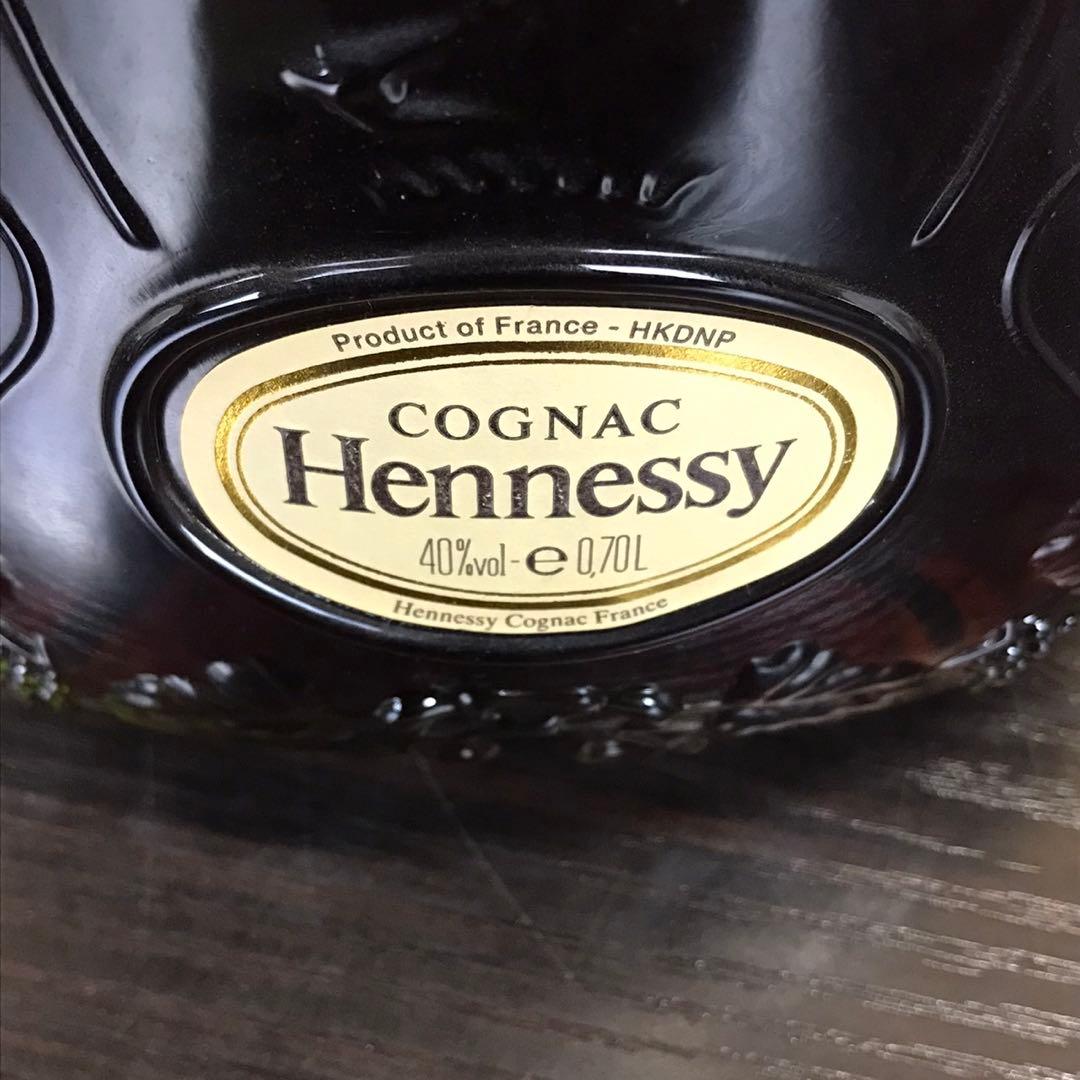 Product of France - HKDNP
COGNAC
Hennessy
40%vol - e 0,70L
Hennessy Cognac France